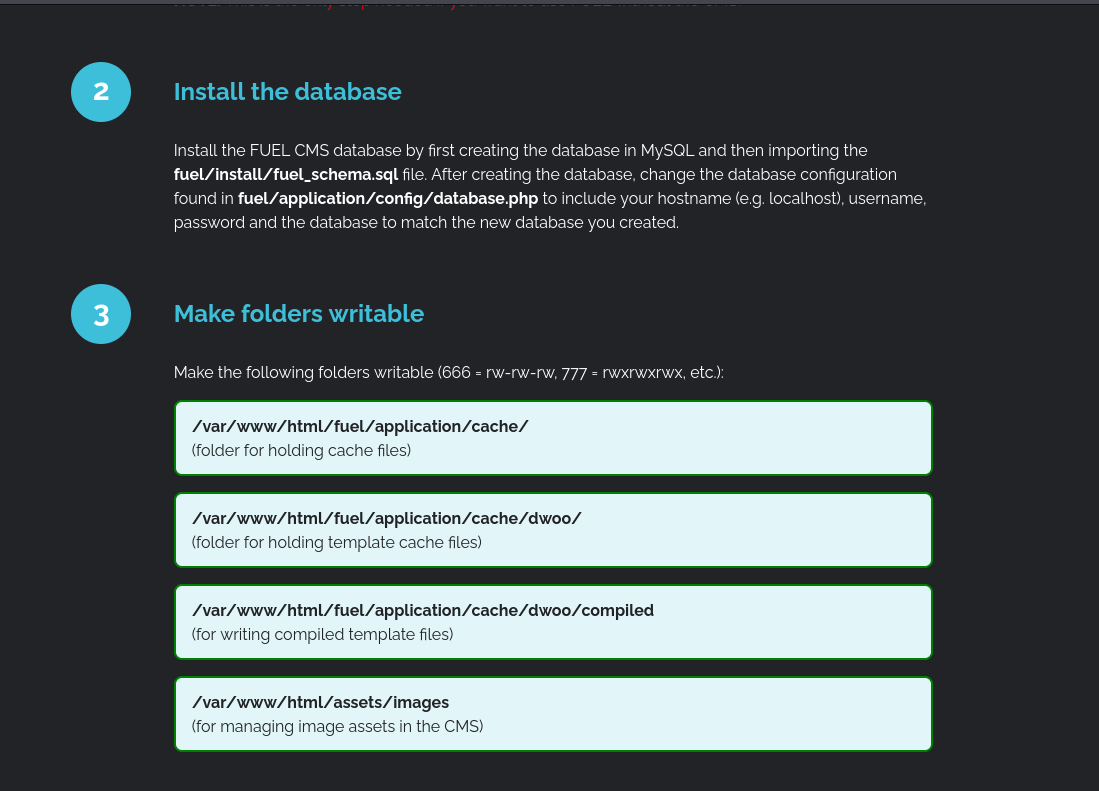 2
Install the database
Install the FUEL CMS database by first creating the database in MySQL and then importing the
fuel/install/fuel_schema.sql file. After creating the database, change the database configuration
found in fuel/application/config/database.php to include your hostname (e.g. localhost), username,
password and the database to match the new database you created.
3
Make folders writable
Make the following folders writable (666 = rw-rw-rw, 777 = rwxrwxrwx, etc.):
/var/www/html/fuel/application/cache/
(folder for holding cache files)
/var/www/html/fuel/application/cache/dwoo/
(folder for holding template cache files)
/var/www/html/fuel/application/cache/dwoo/compiled
(for writing compiled template files)
/var/www/html/assets/images
(for managing image assets in the CMS)